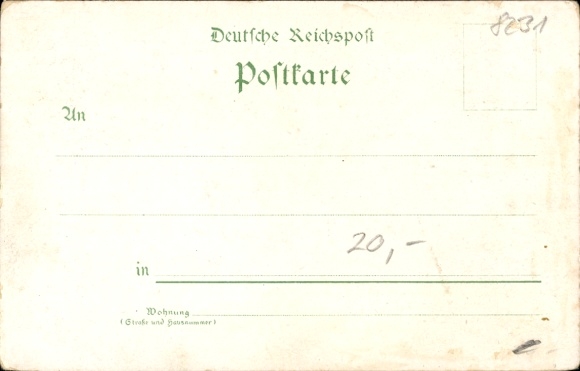 8231
Deutsche Reichspost
Postkarte
An
20,-
in
Wohnung
(Straße und Hausnummer)